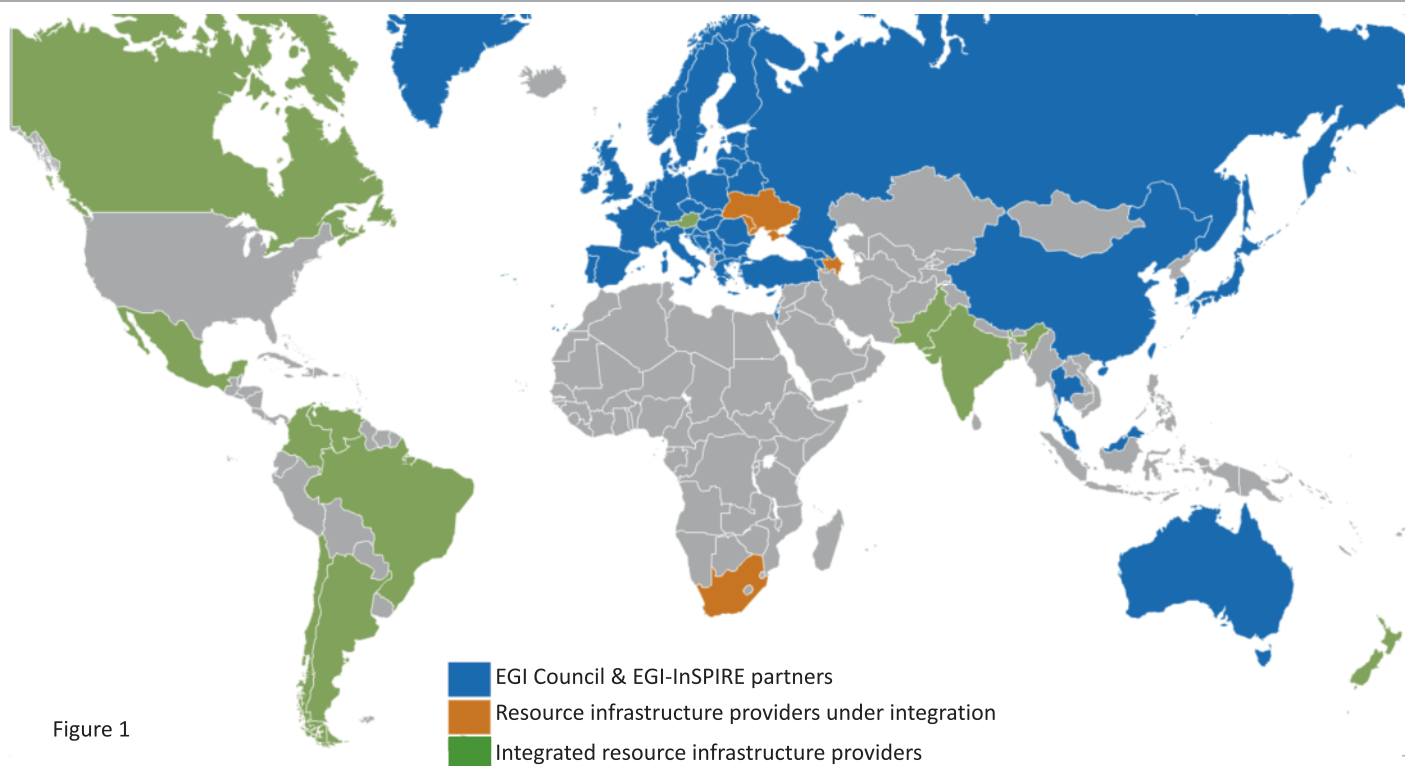 EGI Council & EGI-InSPIRE partners
Resource infrastructure providers under integration
Figure 1
Integrated resource infrastructure providers